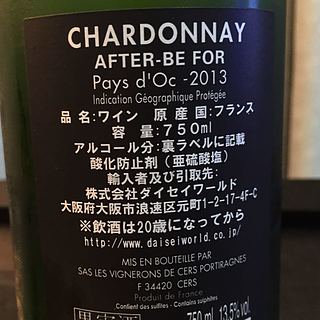 CHARDONNAY
AFTER-BE FOR
Pays d'Oc -2013
Indication Géographique Protégée
品名:ワイン 原産国:フランス
容量:750ml
アルコール分:裏ラベルに記載
酸化防止剤(亜硫酸塩)
輸入者及び引取先:
株式会社ダイセイワールド
大阪府大阪市浪速区元町1-2-17-4F-C
※飲酒は20歳になってから
http://www.daiseiworld.co.jp/
MIS EN BOUTEILLE PAR
SAS LES VIGNERONS DE CERS PORTIRAGNES
F 34420 CERS
Produit de France
Contient des sulfites - Contains sulphites
果実酒 750 ml 13,5% vol.